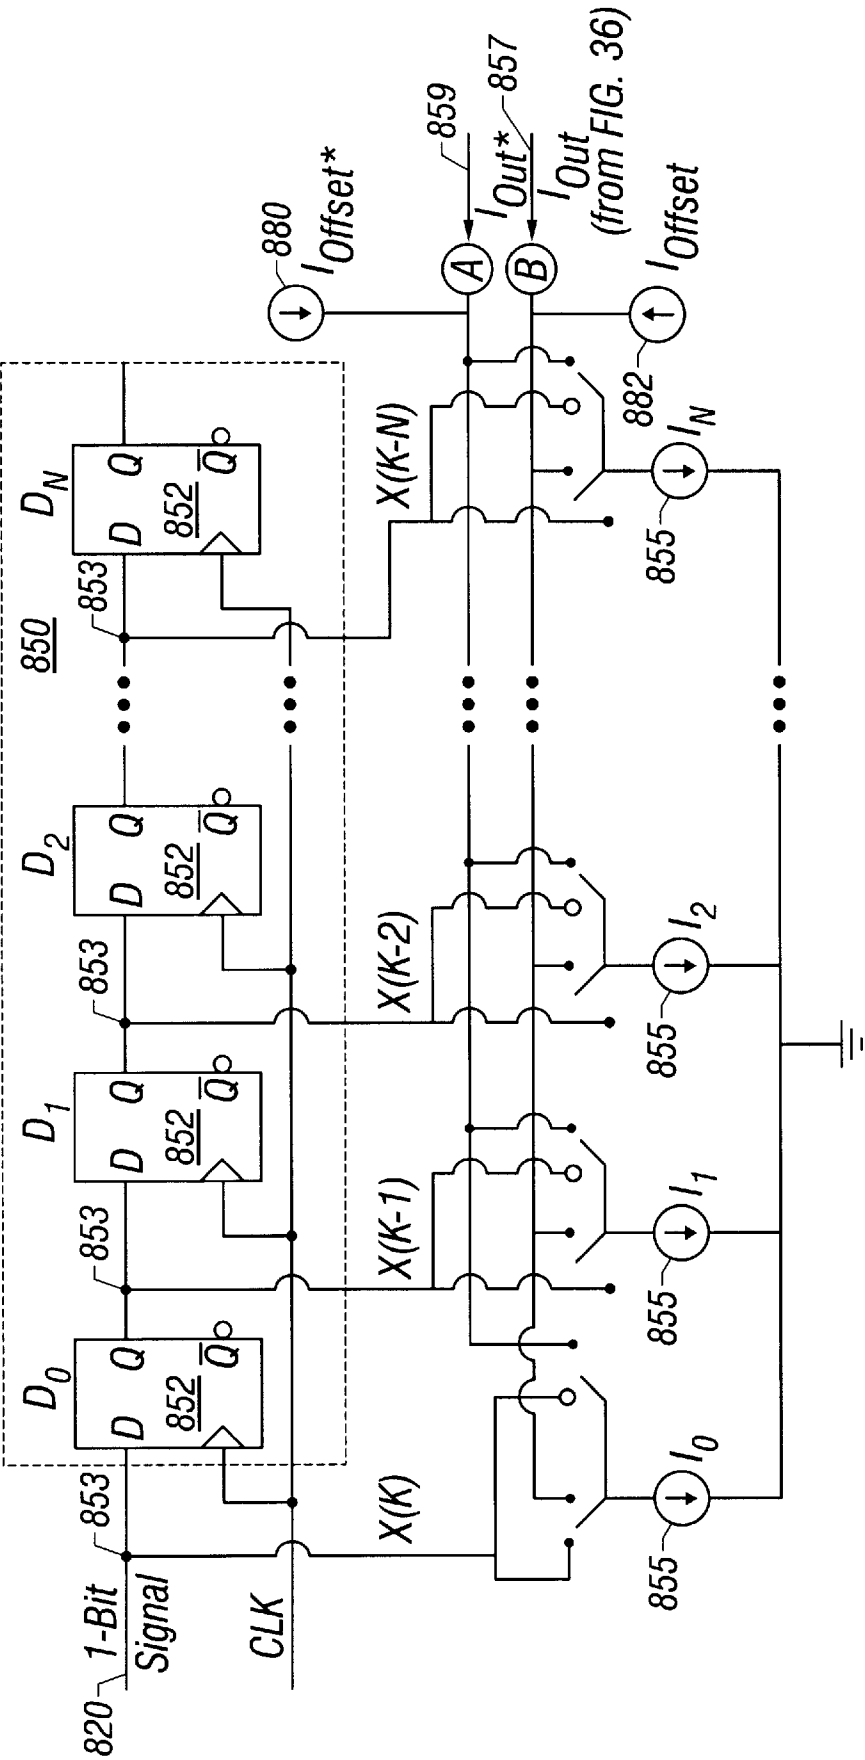 820
1-Bit
Signal
CLK
853
D0
D
Q
852
Q̅
853
D1
D
Q
852
Q̅
853
D2
D
Q
852
Q̅
850
853
DN
D
Q
852
Q̅
X(K)
X(K-1)
X(K-2)
X(K-N)
880
IOffset*
859
A
IOut*
857
B
IOut
(from FIG. 36)
882
IOffset
855
I0
855
I1
855
I2
855
IN